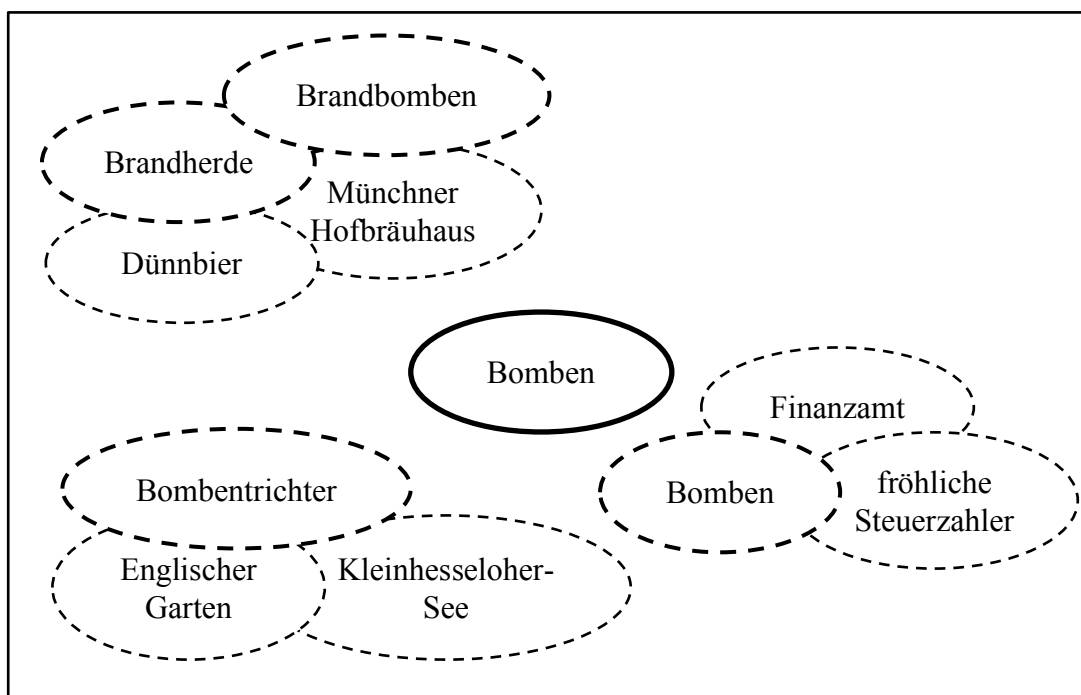 Brandbomben
Brandherde
Münchner
Hofbräuhaus
Dünnbier
Bomben
Finanzamt
Bombentrichter
Bomben
fröhliche
Steuerzahler
Englischer
Garten
Kleinhesseloher-
See